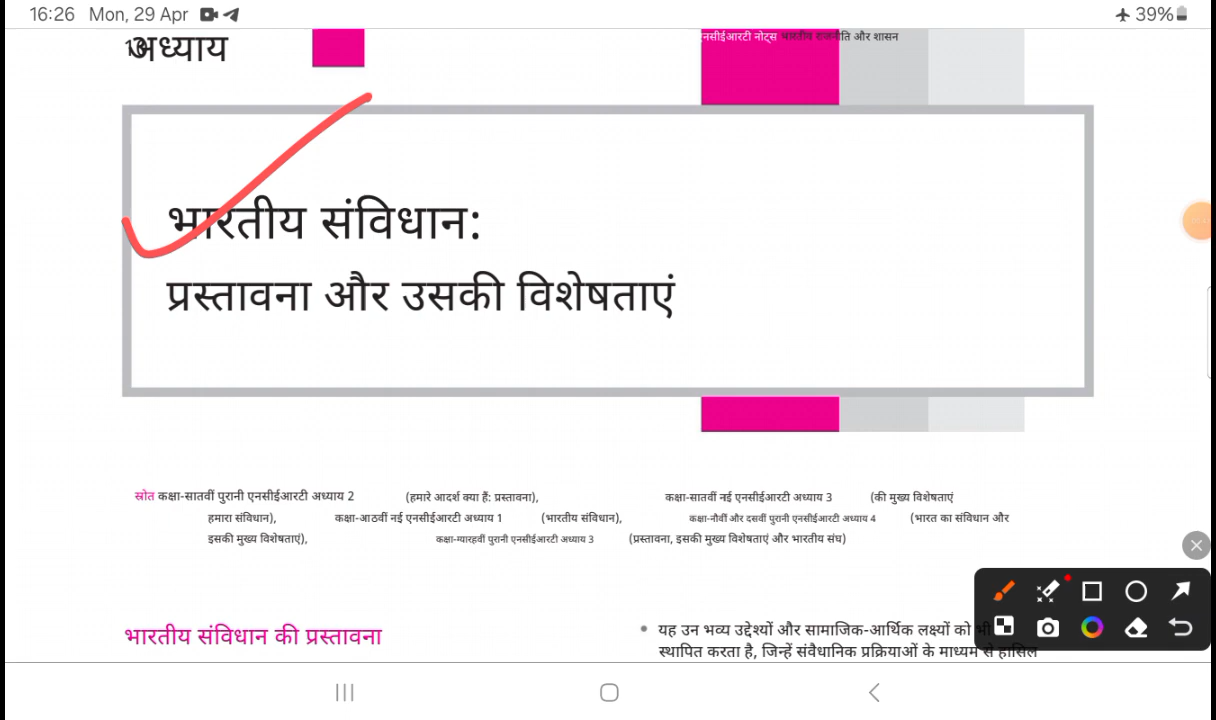 16:26 Mon, 29 Apr
39%
अध्याय
एनसीईआरटी नोट्स भारतीय राजनीति और शासन
भारतीय संविधान:
प्रस्तावना और उसकी विशेषताएं
स्रोत कक्षा-सातवीं पुरानी एनसीईआरटी अध्याय 2 (हमारे आदर्श क्या हैं: प्रस्तावना), कक्षा-सातवीं नई एनसीईआरटी अध्याय 3 (की मुख्य विशेषताएं
हमारा संविधान), कक्षा-आठवीं नई एनसीईआरटी अध्याय 1 (भारतीय संविधान), कक्षा-नौवीं और दसवीं पुरानी एनसीईआरटी अध्याय 4 (भारत का संविधान और
इसकी मुख्य विशेषताएं), कक्षा-ग्यारहवीं पुरानी एनसीईआरटी अध्याय 3 (प्रस्तावना, इसकी मुख्य विशेषताएं और भारतीय संघ)
भारतीय संविधान की प्रस्तावना
• यह उन भव्य उद्देश्यों और सामाजिक-आर्थिक लक्ष्यों को भी
स्थापित करता है, जिन्हें संवैधानिक प्रक्रियाओं के माध्यम से हासिल